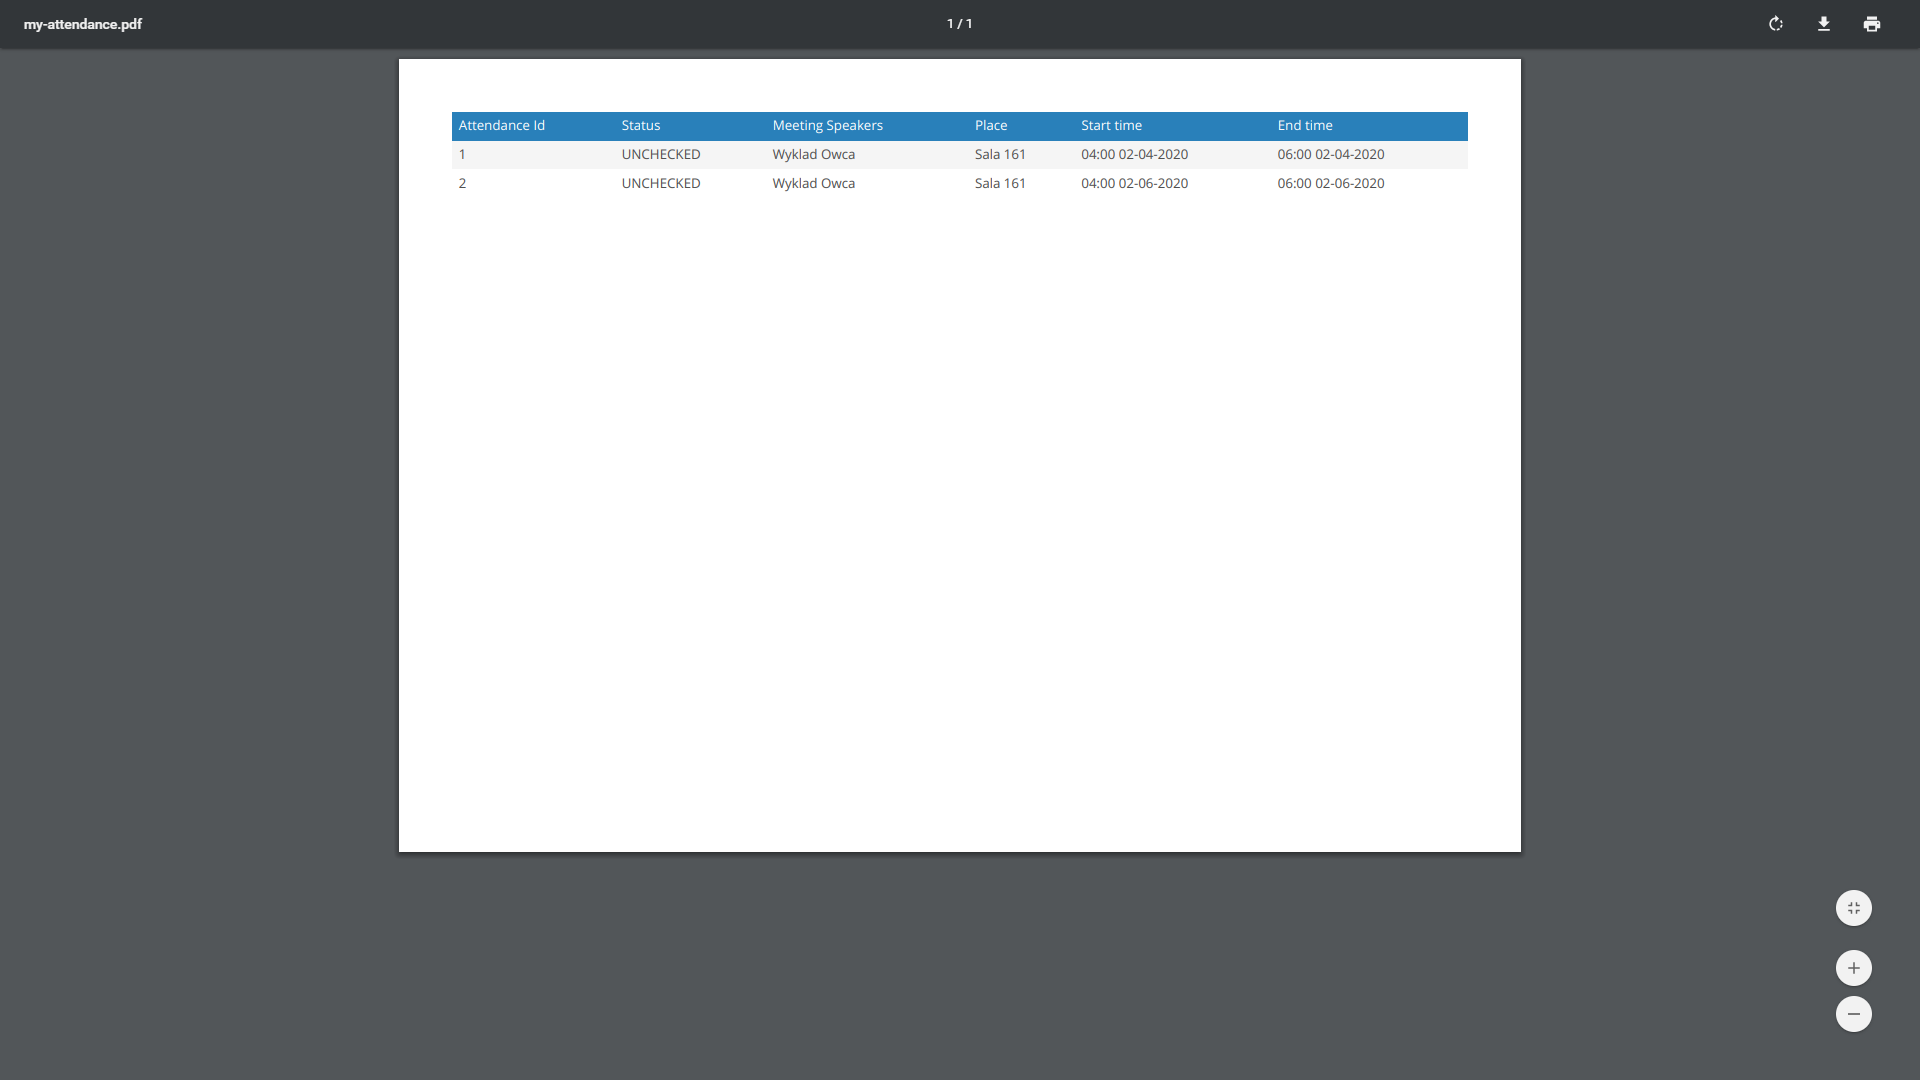 my-attendance.pdf 1 / 1
Attendance Id Status Meeting Speakers Place Start time End time
1 UNCHECKED Wyklad Owca Sala 161 04:00 02-04-2020 06:00 02-04-2020
2 UNCHECKED Wyklad Owca Sala 161 04:00 02-06-2020 06:00 02-06-2020